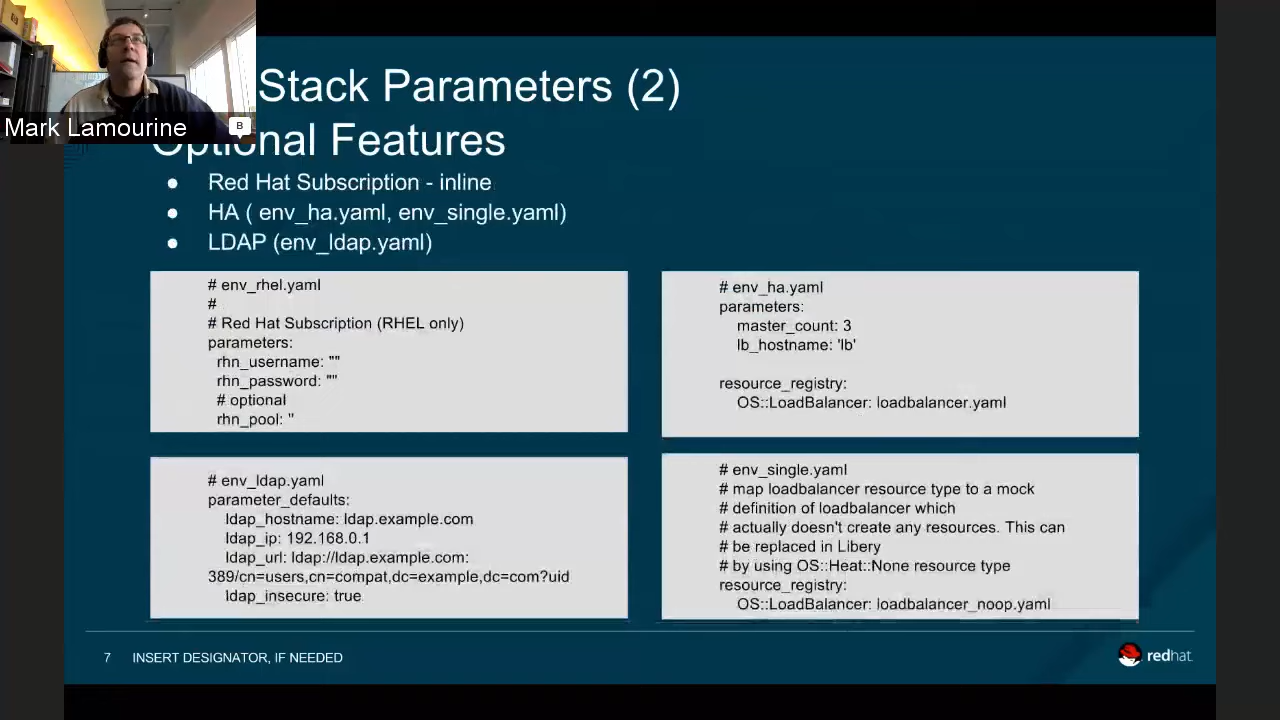 Stack Parameters (2)
Mark Lamourine
B
Optional Features
● Red Hat Subscription - inline
● HA ( env_ha.yaml, env_single.yaml)
● LDAP (env_ldap.yaml)
# env_rhel.yaml
#
# Red Hat Subscription (RHEL only)
parameters:
rhn_username: ""
rhn_password: ""
# optional
rhn_pool: ''
# env_ha.yaml
parameters:
master_count: 3
lb_hostname: 'lb'
resource_registry:
OS::LoadBalancer: loadbalancer.yaml
# env_ldap.yaml
parameter_defaults:
ldap_hostname: ldap.example.com
ldap_ip: 192.168.0.1
ldap_url: ldap://ldap.example.com:
389/cn=users,cn=compat,dc=example,dc=com?uid
ldap_insecure: true
# env_single.yaml
# map loadbalancer resource type to a mock
# definition of loadbalancer which
# actually doesn't create any resources. This can
# be replaced in Libery
# by using OS::Heat::None resource type
resource_registry:
OS::LoadBalancer: loadbalancer_noop.yaml
7 INSERT DESIGNATOR, IF NEEDED
redhat.